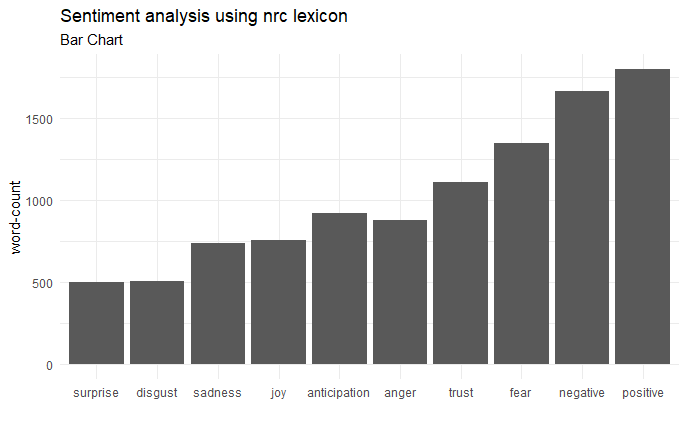 Sentiment analysis using nrc lexicon
Bar Chart
word-count
1500
1000
500
0
surprise disgust sadness joy anticipation anger trust fear negative positive